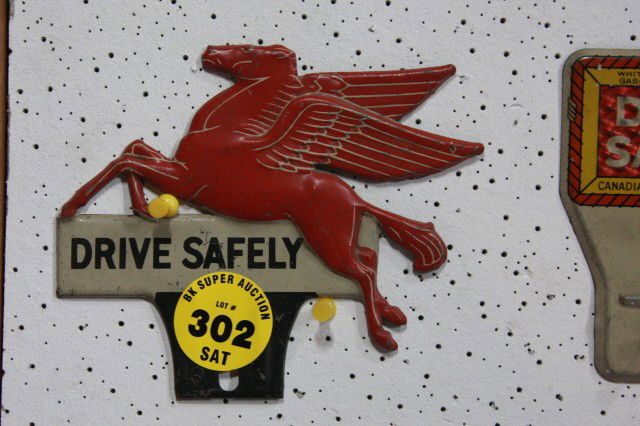 DRIVE SAFELY
BK SUPER AUCTION
LOT #
302
SAT
CANADIA